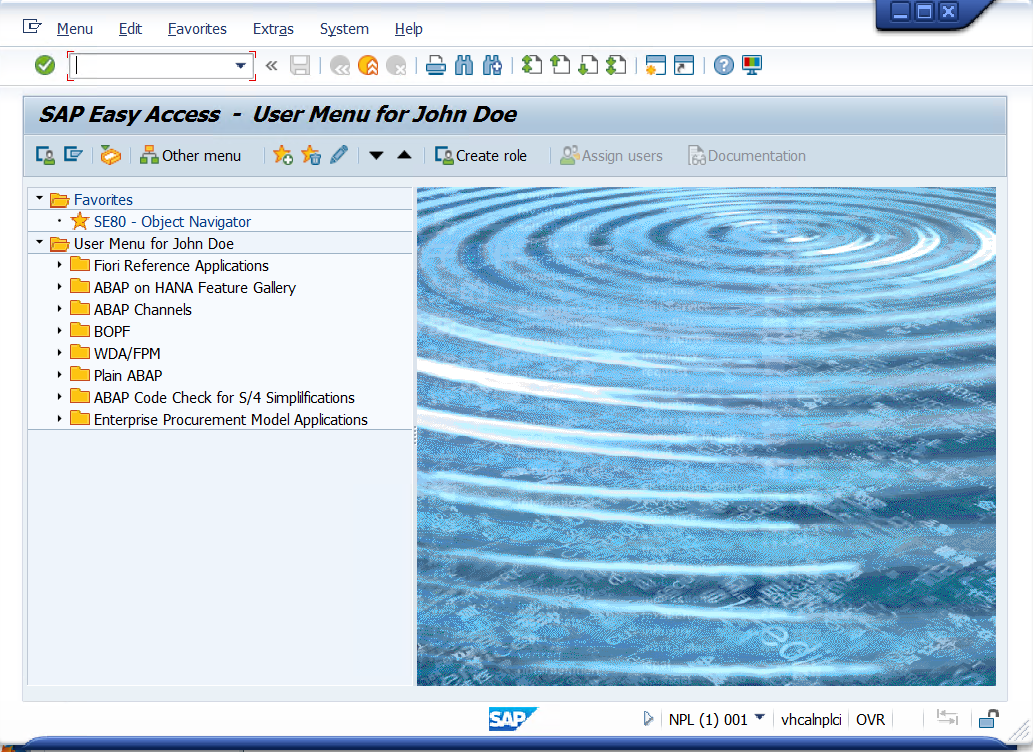 Menu Edit Favorites Extras System Help
SAP Easy Access - User Menu for John Doe
Other menu Create role Assign users Documentation
Favorites
SE80 - Object Navigator
User Menu for John Doe
Fiori Reference Applications
ABAP on HANA Feature Gallery
ABAP Channels
BOPF
WDA/FPM
Plain ABAP
ABAP Code Check for S/4 Simplifications
Enterprise Procurement Model Applications
SAP NPL (1) 001 vhcalnplci OVR